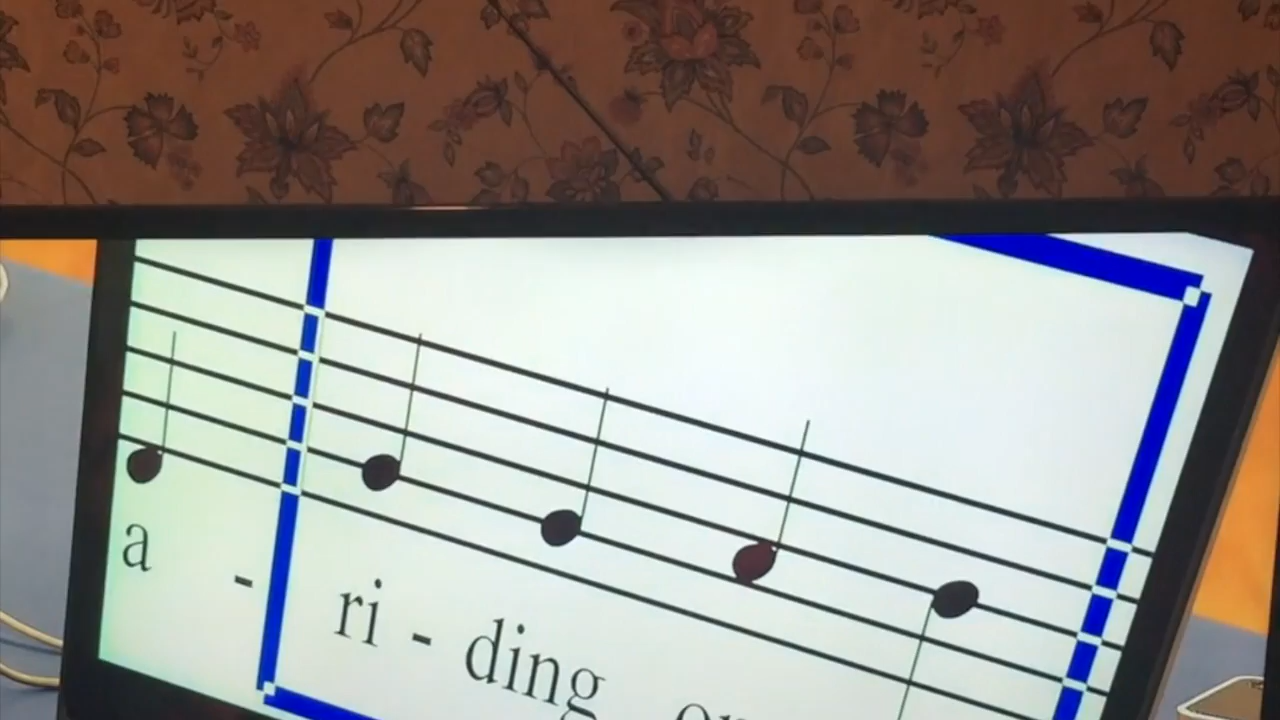 a - ri - ding